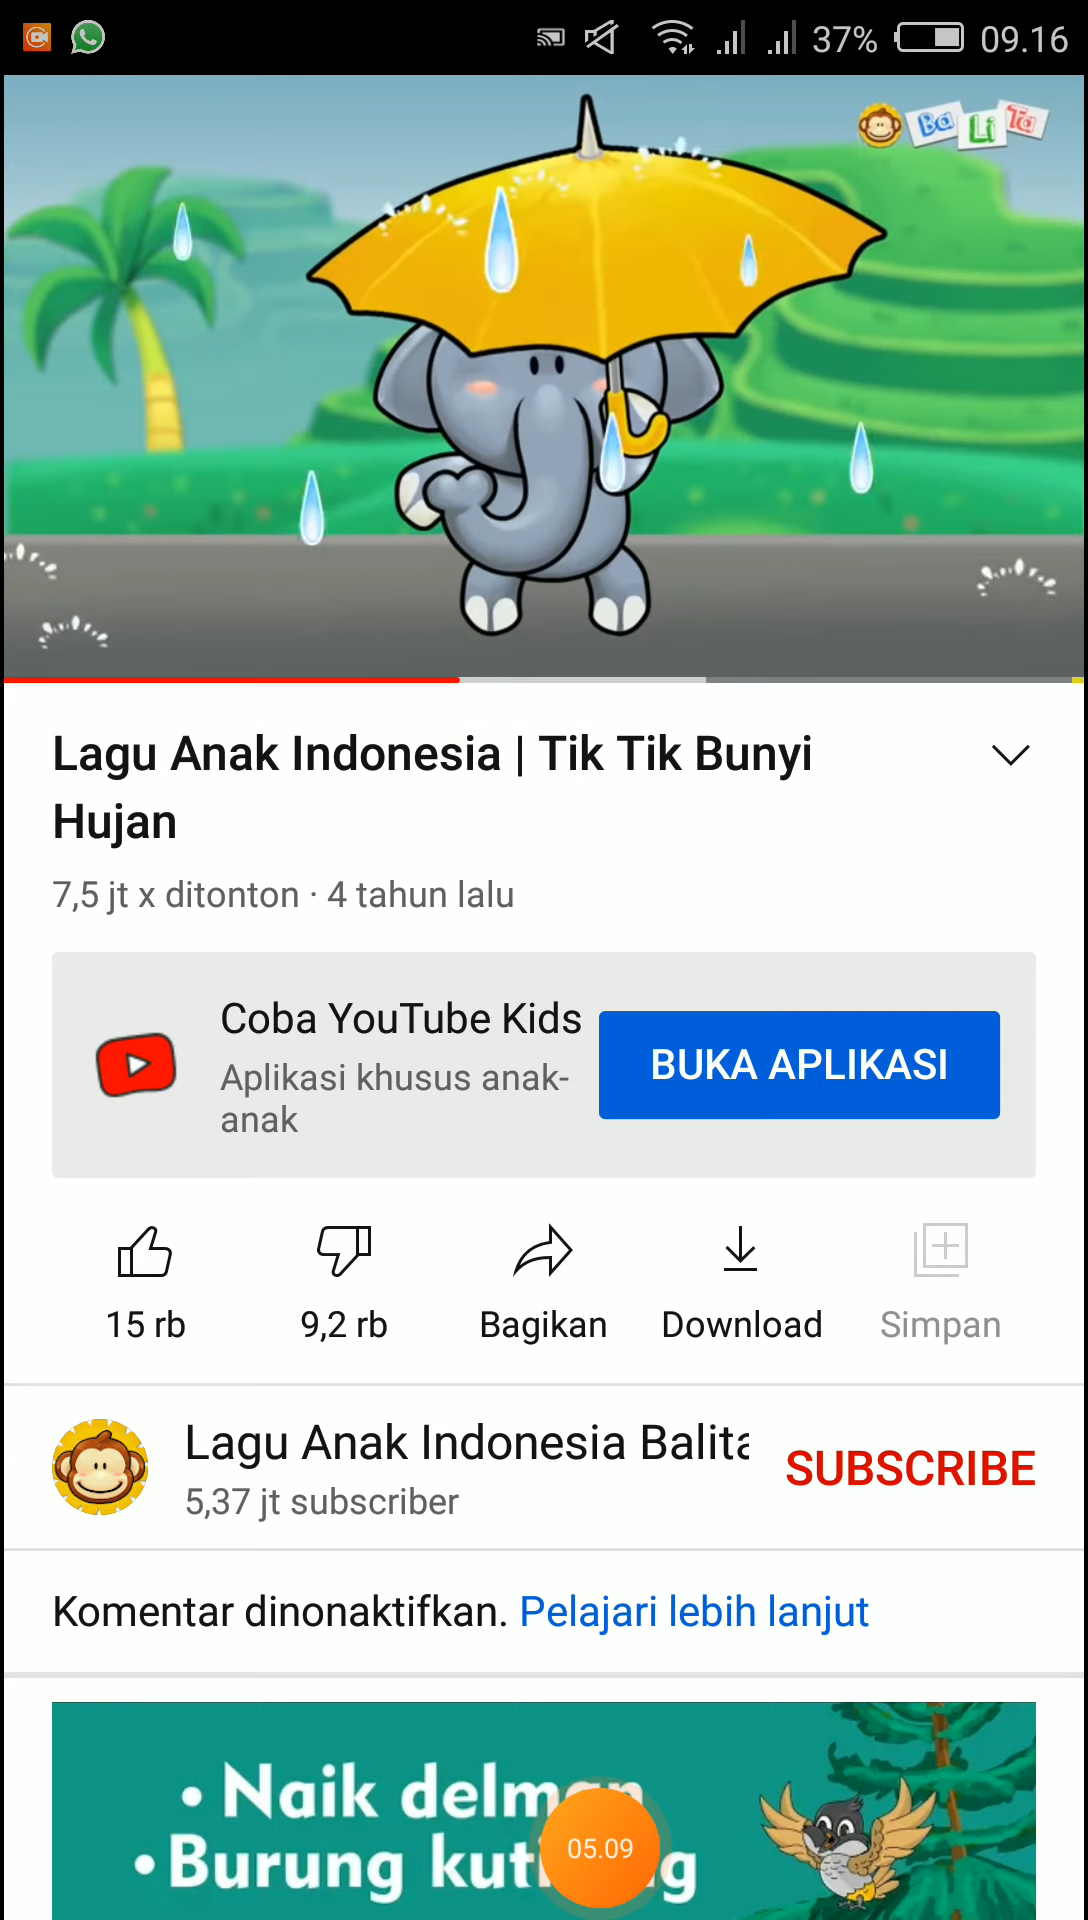 37% 09.16
Ba Li Ta
Lagu Anak Indonesia | Tik Tik Bunyi
Hujan
7,5 jt x ditonton · 4 tahun lalu
Coba YouTube Kids
Aplikasi khusus anak-
anak
BUKA APLIKASI
15 rb
9,2 rb
Bagikan
Download
Simpan
Lagu Anak Indonesia Balita
5,37 jt subscriber
SUBSCRIBE
Komentar dinonaktifkan. Pelajari lebih lanjut
• Naik delman
• Burung
05.09